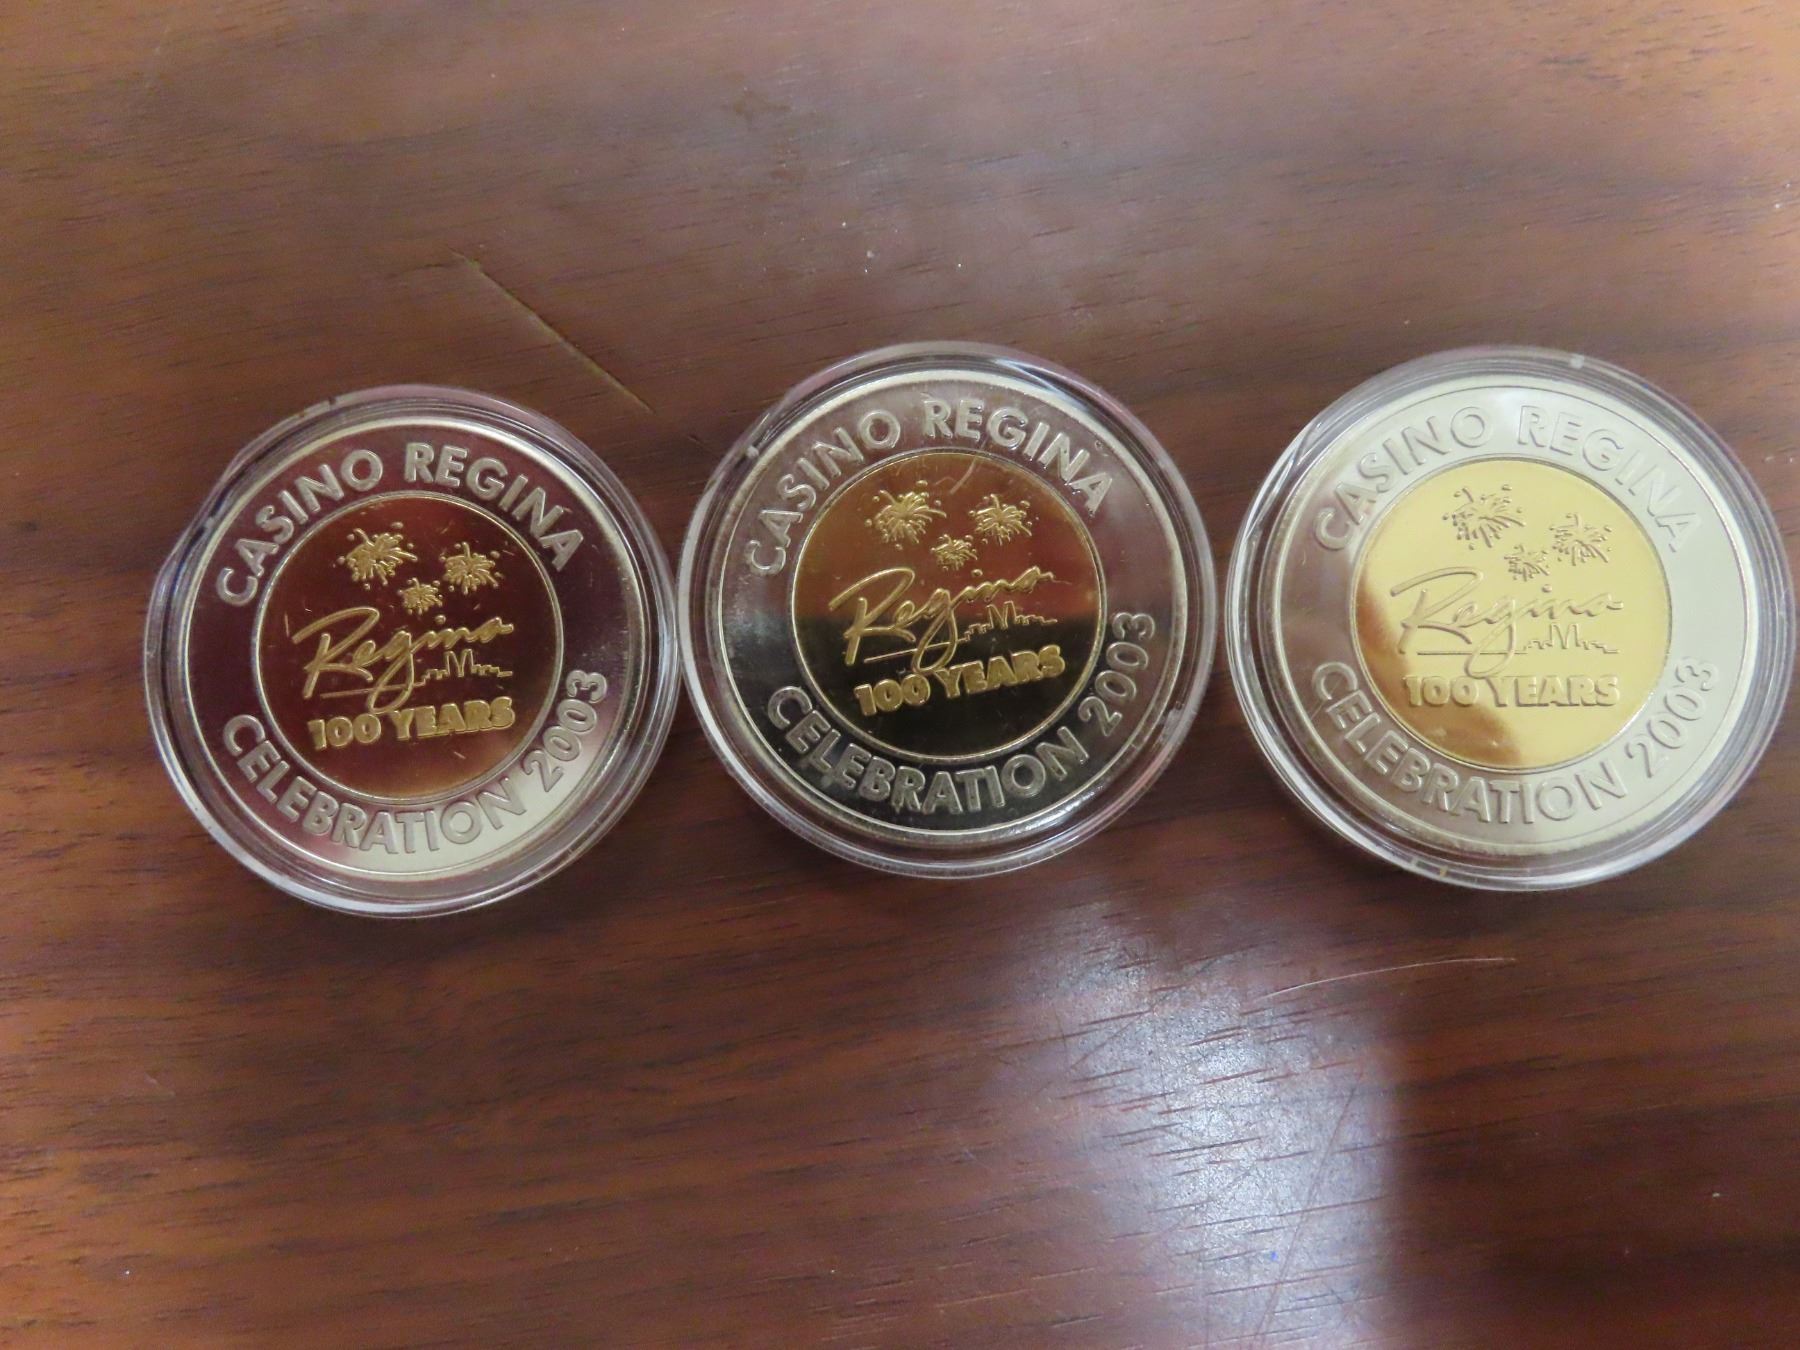 CASINO REGINA
Regina
100 YEARS
CELEBRATION 2003
CASINO REGINA
Regina
100 YEARS
CELEBRATION 2003
CASINO REGINA
Regina
100 YEARS
CELEBRATION 2003